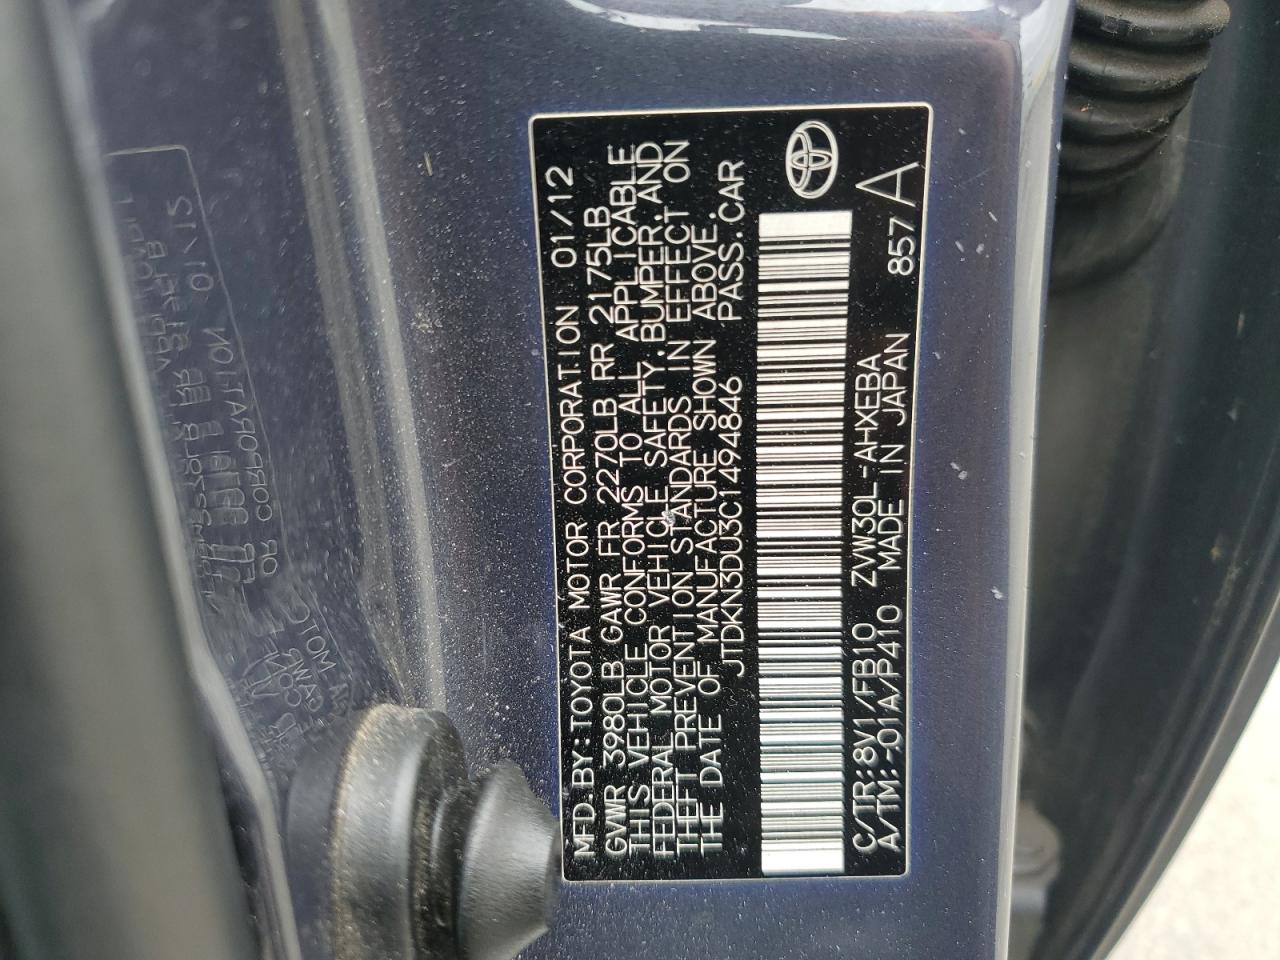 MFD.BY:TOYOTA MOTOR CORPORATION 01/12
GVWR 3980LB GAWR FR 2270LB RR 2175LB
THIS VEHICLE CONFORMS TO ALL APPLICABLE
FEDERAL MOTOR VEHICLE SAFETY,BUMPER,AND
THEFT PREVENTION STANDARDS IN EFFECT ON
THE DATE OF MANUFACTURE SHOWN ABOVE.
JTDKN3DU3C1494846 PASS.CAR
C/TR:8V1/FB10 ZVW30L-AHXEBA 857 A
A/TM:-01A/P410 MADE IN JAPAN